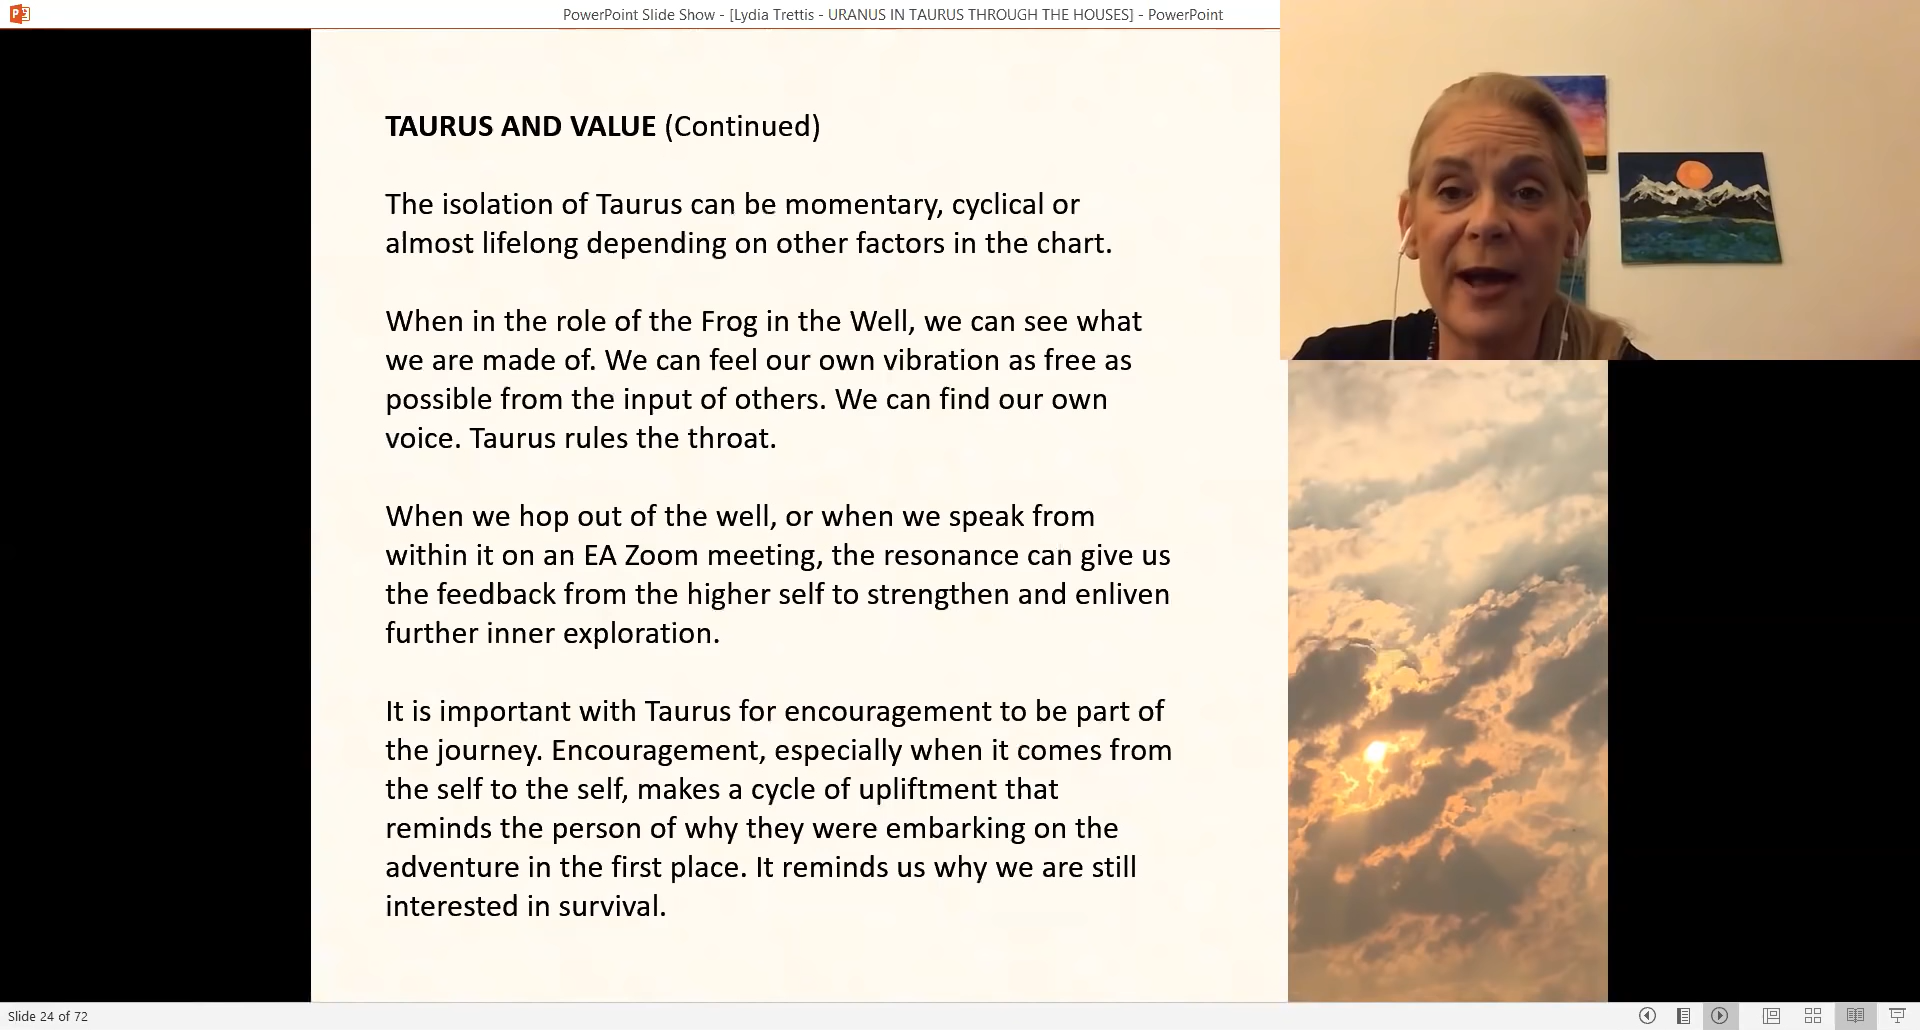 PowerPoint Slide Show - [Lydia Trettis - URANUS IN TAURUS THROUGH THE HOUSES] - PowerPoint
TAURUS AND VALUE (Continued)
The isolation of Taurus can be momentary, cyclical or
almost lifelong depending on other factors in the chart.
When in the role of the Frog in the Well, we can see what
we are made of. We can feel our own vibration as free as
possible from the input of others. We can find our own
voice. Taurus rules the throat.
When we hop out of the well, or when we speak from
within it on an EA Zoom meeting, the resonance can give us
the feedback from the higher self to strengthen and enliven
further inner exploration.
It is important with Taurus for encouragement to be part of
the journey. Encouragement, especially when it comes from
the self to the self, makes a cycle of upliftment that
reminds the person of why they were embarking on the
adventure in the first place. It reminds us why we are still
interested in survival.
Slide 24 of 72